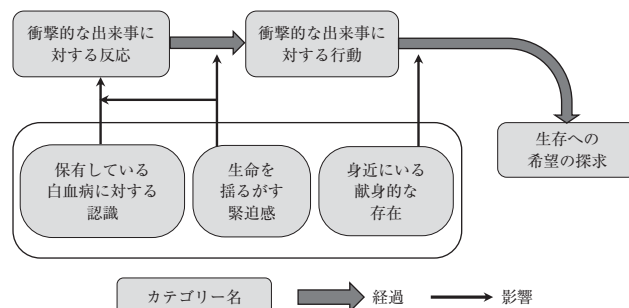 衝撃的な出来事に
対する反応
衝撃的な出来事に
対する行動
生存への
希望の探求
保有している
白血病に対する
認識
生命を
揺るがす
緊迫感
身近にいる
献身的な
存在
カテゴリー名
経過
影響